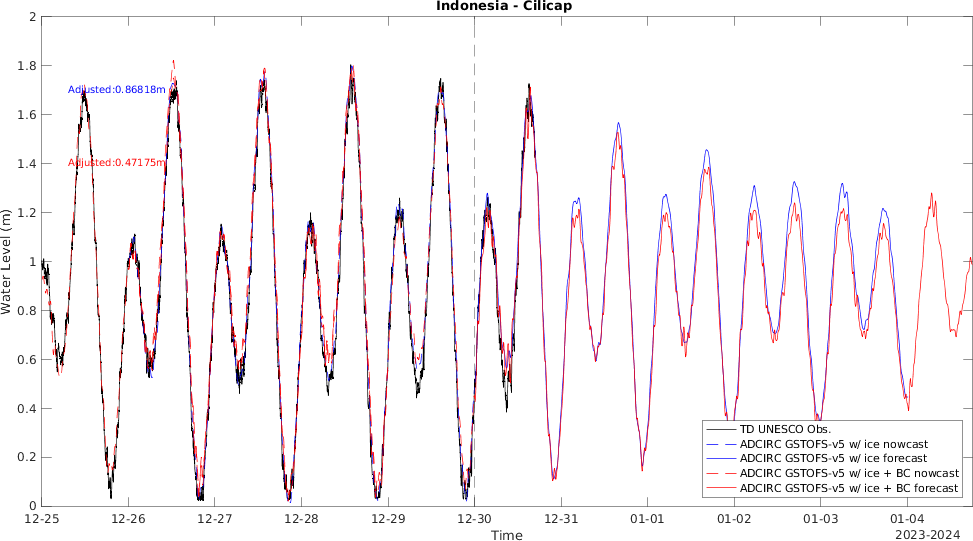 Indonesia - Cilicap
2
1.8
1.6
1.4
1.2
1
0.8
0.6
0.4
0.2
0
Water Level (m)
Adjusted:0.86818m
Adjusted:0.47175m
TD UNESCO Obs.
ADCIRC GSTOFS-v5 w/ ice nowcast
ADCIRC GSTOFS-v5 w/ ice forecast
ADCIRC GSTOFS-v5 w/ ice + BC nowcast
ADCIRC GSTOFS-v5 w/ ice + BC forecast
12-25 12-26 12-27 12-28 12-29 12-30 12-31 01-01 01-02 01-03 01-04
Time
2023-2024